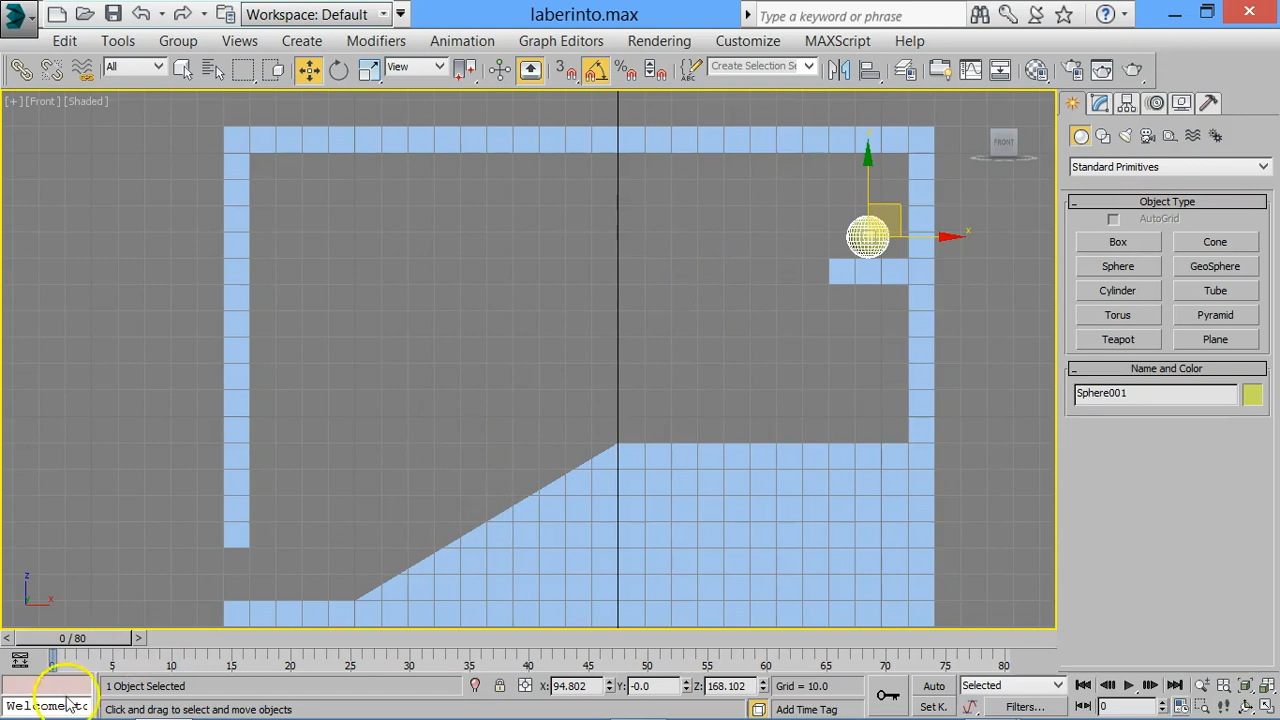 Workspace: Default
laberinto.max
Type a keyword or phrase
Edit Tools Group Views Create Modifiers Animation Graph Editors Rendering Customize MAXScript Help
All View 3 Create Selection Se
[+] [Front] [Shaded]
FRONT
x
z
x
Standard Primitives
- Object Type
AutoGrid
Box Cone
Sphere GeoSphere
Cylinder Tube
Torus Pyramid
Teapot Plane
- Name and Color
Sphere001
< 0 / 80 >
0 5 10 15 20 25 30 35 40 45 50 55 60 65 70 75 80
1 Object Selected X: 94.802 Y: -0.0 Z: 168.102 Grid = 10.0 Auto Selected
Welcome to Click and drag to select and move objects Add Time Tag Set K. Filters... 0